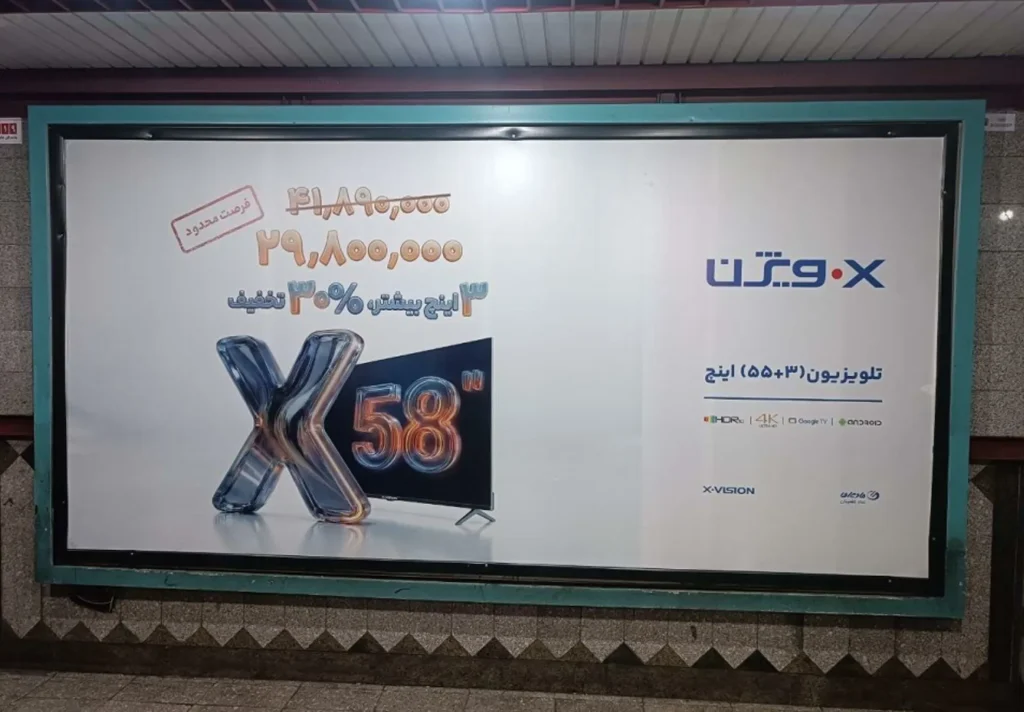 فرصت محدود
۴۱,۸۹۰,۰۰۰
۲۹,۸۰۰,۰۰۰
۳ اینچ بیشتر، ۳۰% تخفیف
X 58"
x.ویژن
تلویزیون(۳+۵۵) اینچ
HDR10 | 4K | Google TV | ANDROID
X.VISION